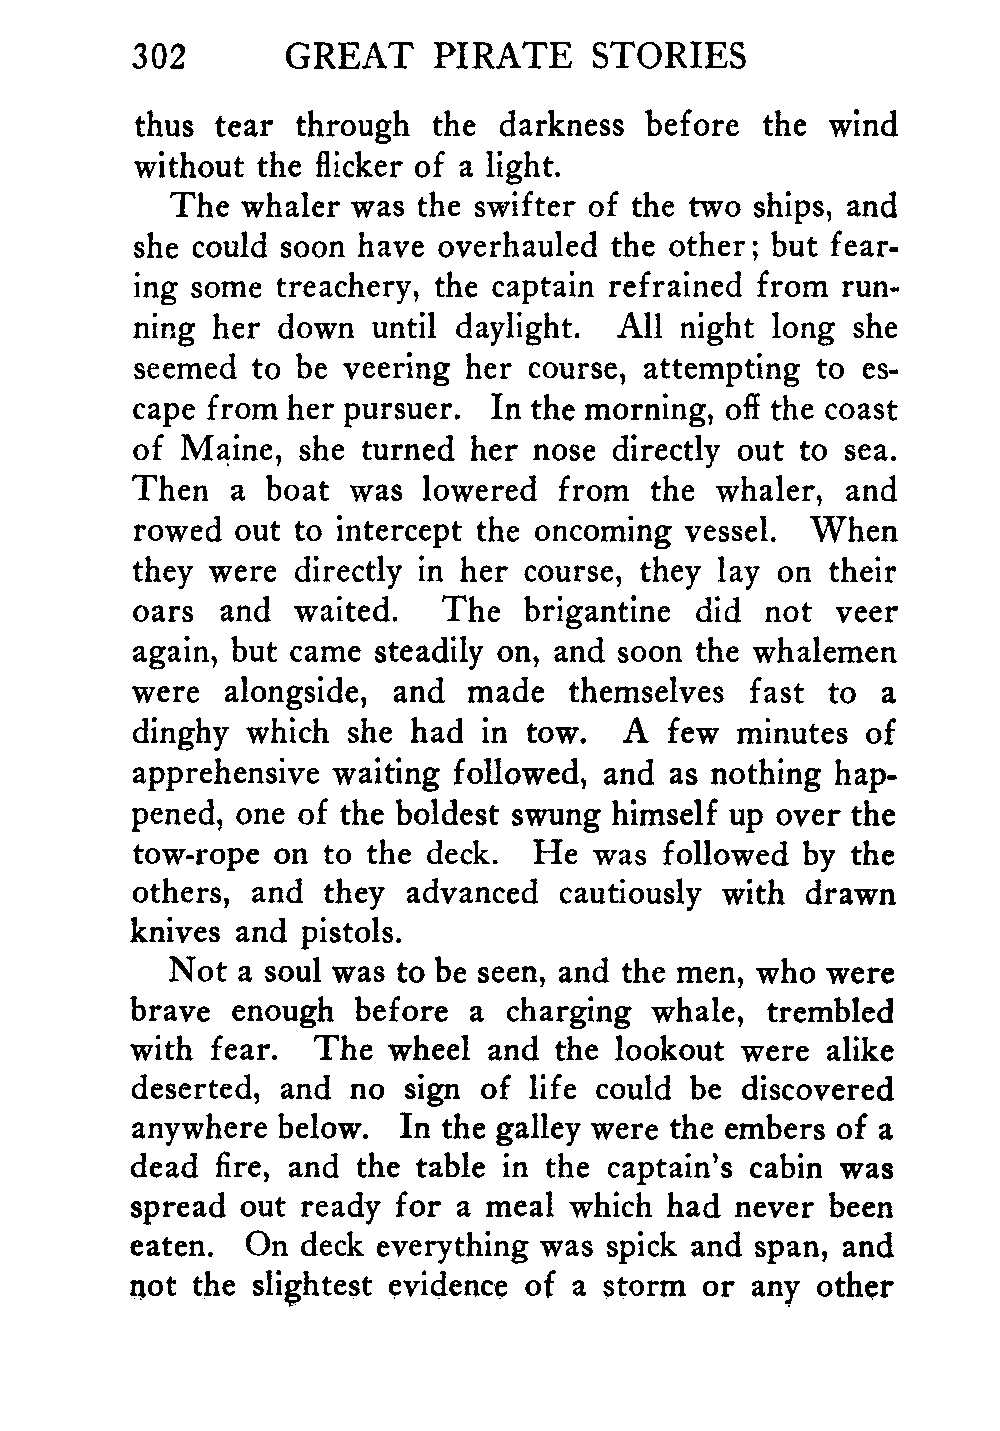 302 GREAT PIRATE STORIES
thus tear through the darkness before the wind
without the flicker of a light.
The whaler was the swifter of the two ships, and
she could soon have overhauled the other; but fear-
ing some treachery, the captain refrained from run-
ning her down until daylight. All night long she
seemed to be veering her course, attempting to es-
cape from her pursuer. In the morning, off the coast
of Maine, she turned her nose directly out to sea.
Then a boat was lowered from the whaler, and
rowed out to intercept the oncoming vessel. When
they were directly in her course, they lay on their
oars and waited. The brigantine did not veer
again, but came steadily on, and soon the whalemen
were alongside, and made themselves fast to a
dinghy which she had in tow. A few minutes of
apprehensive waiting followed, and as nothing hap-
pened, one of the boldest swung himself up over the
tow-rope on to the deck. He was followed by the
others, and they advanced cautiously with drawn
knives and pistols.
Not a soul was to be seen, and the men, who were
brave enough before a charging whale, trembled
with fear. The wheel and the lookout were alike
deserted, and no sign of life could be discovered
anywhere below. In the galley were the embers of a
dead fire, and the table in the captain's cabin was
spread out ready for a meal which had never been
eaten. On deck everything was spick and span, and
not the slightest evidence of a storm or any other